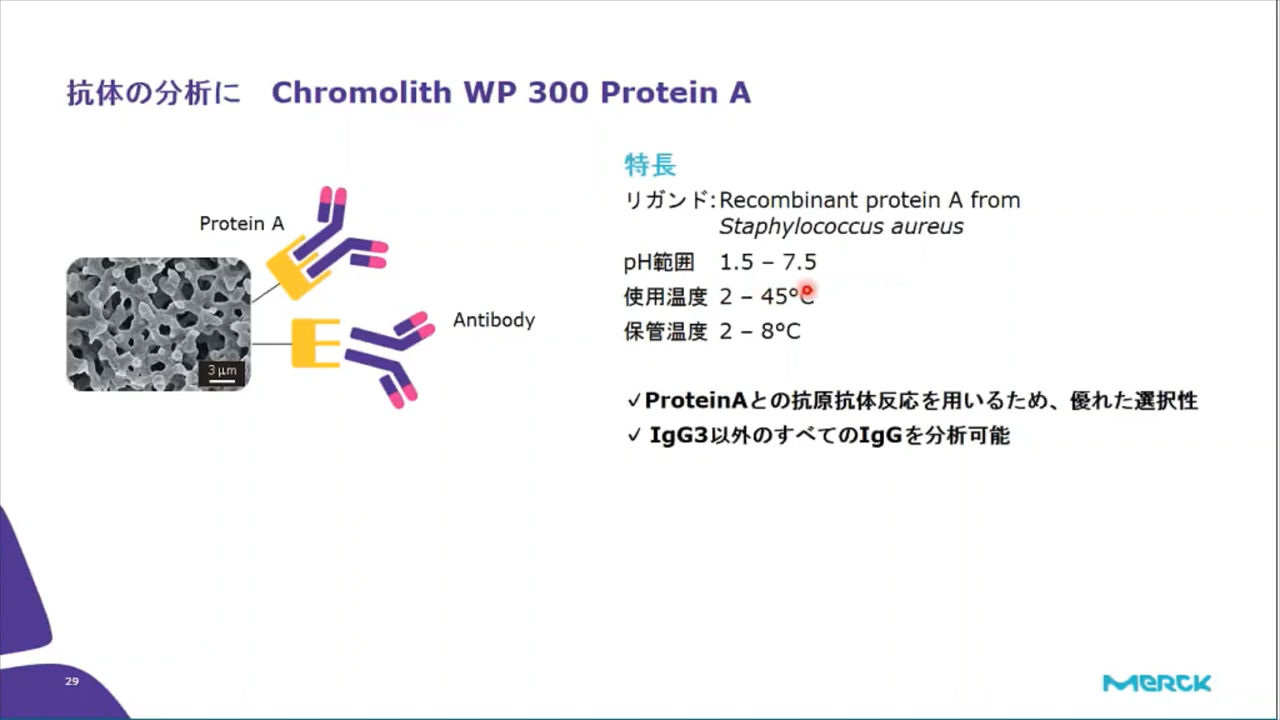 抗体の分析に Chromolith WP 300 Protein A
Protein A
Antibody
3 µm
特長
リガンド: Recombinant protein A from
Staphylococcus aureus
pH範囲 1.5 – 7.5
使用温度 2 – 45°C
保管温度 2 – 8°C
✓ProteinAとの抗原抗体反応を用いるため、優れた選択性
✓ IgG3以外のすべてのIgGを分析可能
29
MERCK